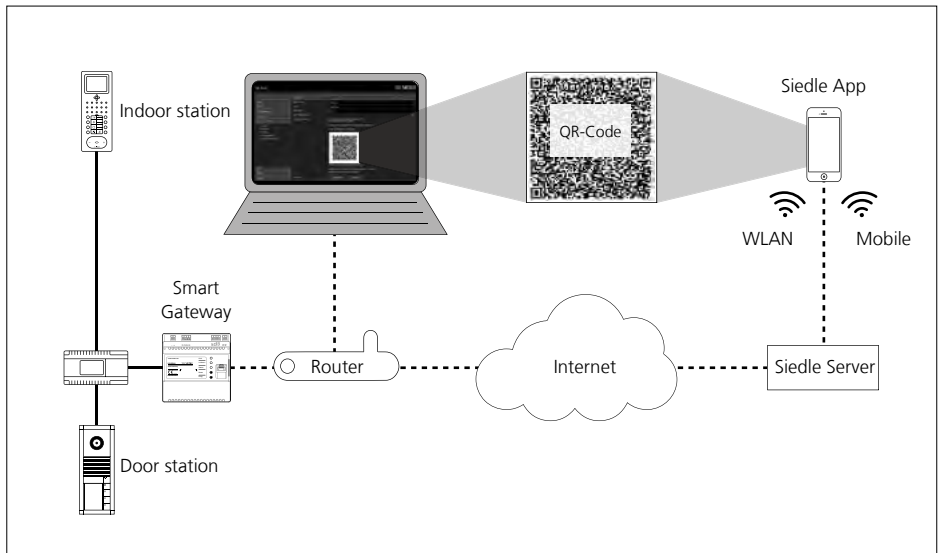 Indoor station
QR-Code
Siedle App
WLAN
Mobile
Smart
Gateway
Router
Internet
Siedle Server
Door station